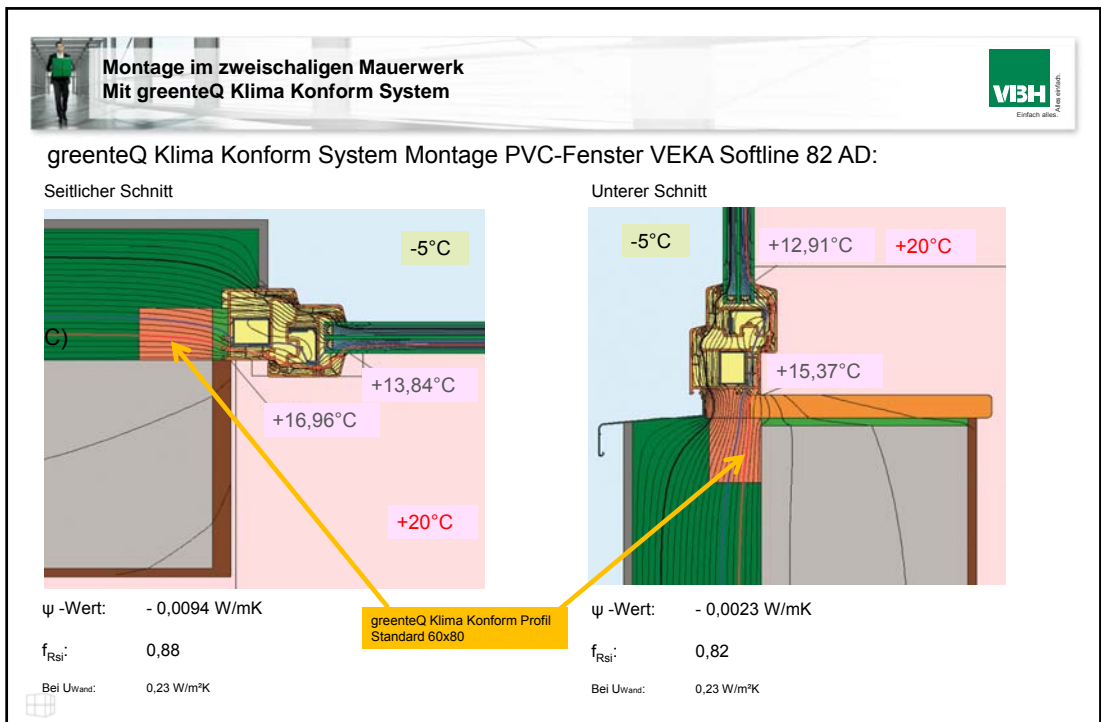 Montage im zweischaligen Mauerwerk
Mit greenteQ Klima Konform System
VBH
Einfach alles.
Alles einfach.
greenteQ Klima Konform System Montage PVC-Fenster VEKA Softline 82 AD:
Seitlicher Schnitt
-5°C
C)
+13,84°C
+16,96°C
+20°C
ψ -Wert: - 0,0094 W/mK
fRsi: 0,88
Bei UWand: 0,23 W/m²K
greenteQ Klima Konform Profil
Standard 60x80
Unterer Schnitt
-5°C
+12,91°C
+20°C
+15,37°C
ψ -Wert: - 0,0023 W/mK
fRsi: 0,82
Bei UWand: 0,23 W/m²K